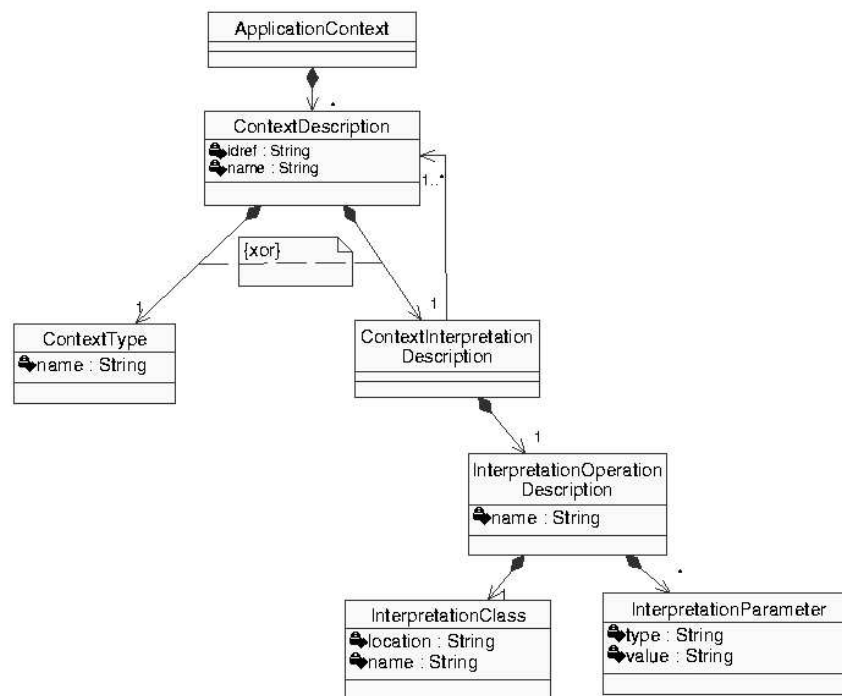 ApplicationContext
*
ContextDescription
idref : String
name : String
1..*
{xor}
1
1
ContextType
name : String
ContextInterpretation
Description
1
InterpretationOperation
Description
name : String
*
1
InterpretationClass
location : String
name : String
InterpretationParameter
type : String
value : String